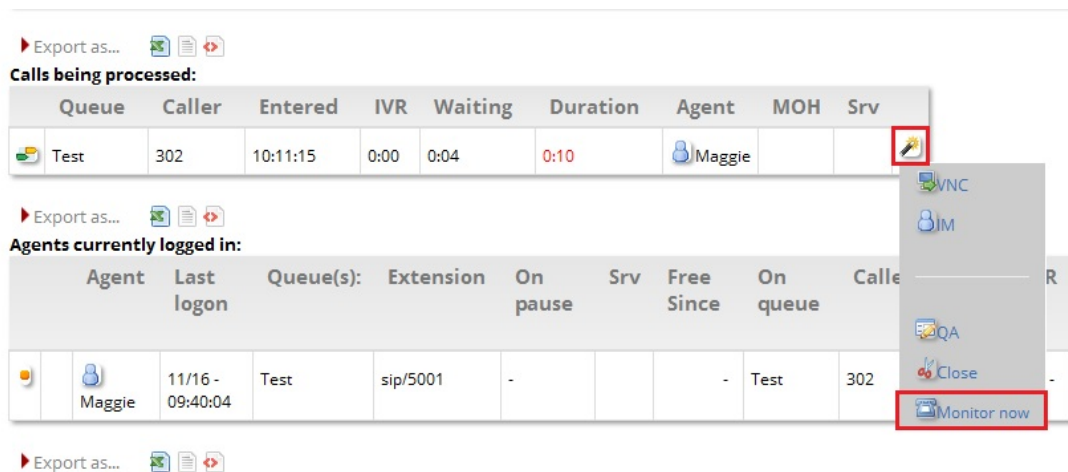 Export as...
Calls being processed:
Queue Caller Entered IVR Waiting Duration Agent MOH Srv
Test 302 10:11:15 0:00 0:04 0:10 Maggie
VNC
IM
Export as...
Agents currently logged in:
Agent Last logon Queue(s): Extension On pause Srv Free Since On queue Calle R
Maggie 11/16 - 09:40:04 Test sip/5001 - - Test 302 -
QA
Close
Monitor now
Export as...